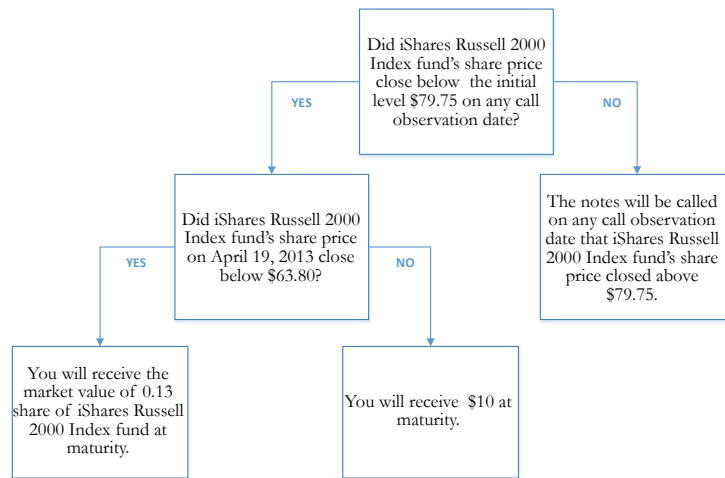 Did iShares Russell 2000
Index fund's share price
close below the initial
level $79.75 on any call
observation date?
YES
NO
Did iShares Russell 2000
Index fund's share price
on April 19, 2013 close
below $63.80?
The notes will be called
on any call observation
date that iShares Russell
2000 Index fund's share
price closed above
$79.75.
YES
NO
You will receive the
market value of 0.13
share of iShares Russell
2000 Index fund at
maturity.
You will receive $10 at
maturity.